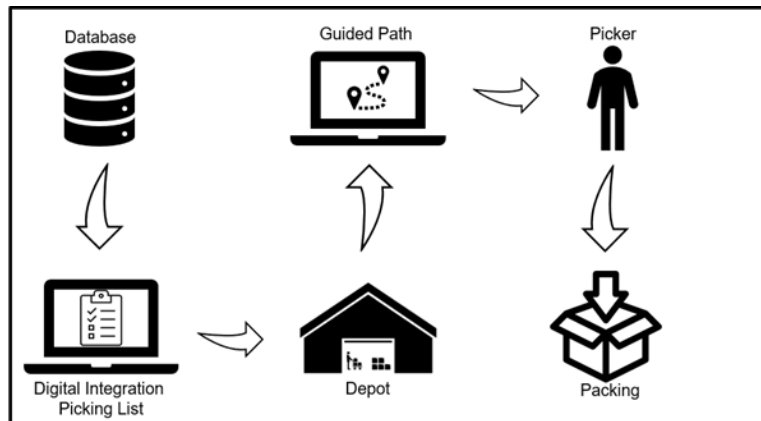 Database
Guided Path
Picker
Digital Integration
Picking List
Depot
Packing